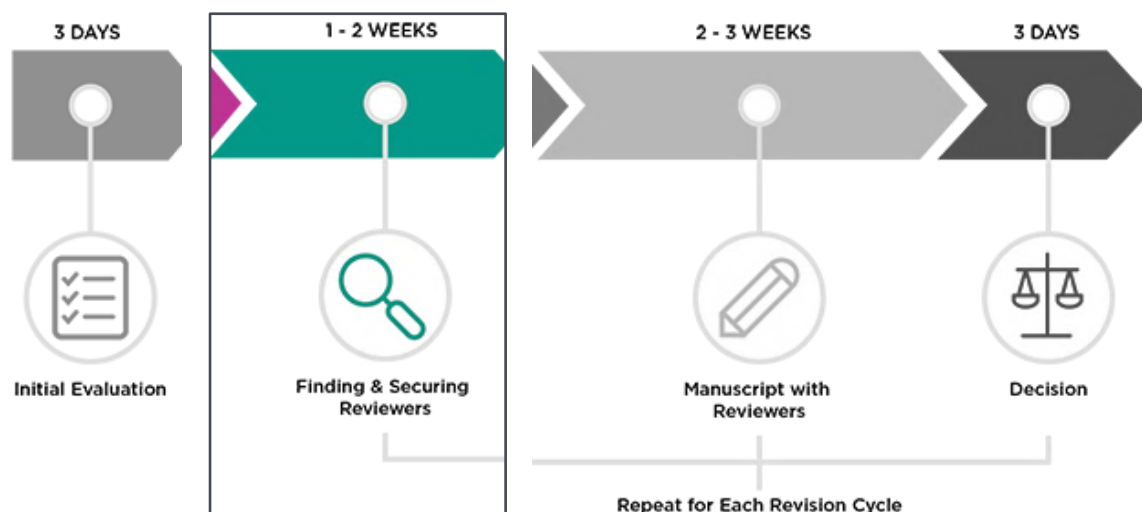 3 DAYS
1 - 2 WEEKS
2 - 3 WEEKS
3 DAYS
Initial Evaluation
Finding & Securing
Reviewers
Manuscript with
Reviewers
Decision
Repeat for Each Revision Cycle